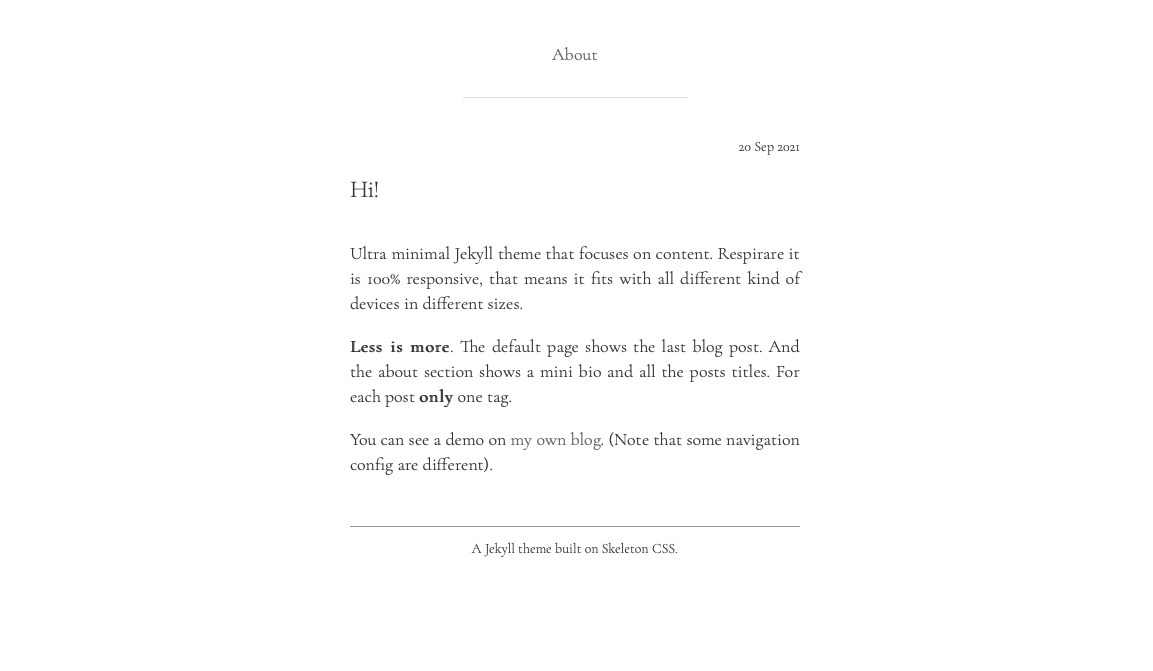 About
20 Sep 2021
Hi!
Ultra minimal Jekyll theme that focuses on content. Respirare it
is 100% responsive, that means it fits with all different kind of
devices in different sizes.
Less is more. The default page shows the last blog post. And
the about section shows a mini bio and all the posts titles. For
each post only one tag.
You can see a demo on my own blog. (Note that some navigation
config are different).
A Jekyll theme built on Skeleton CSS.